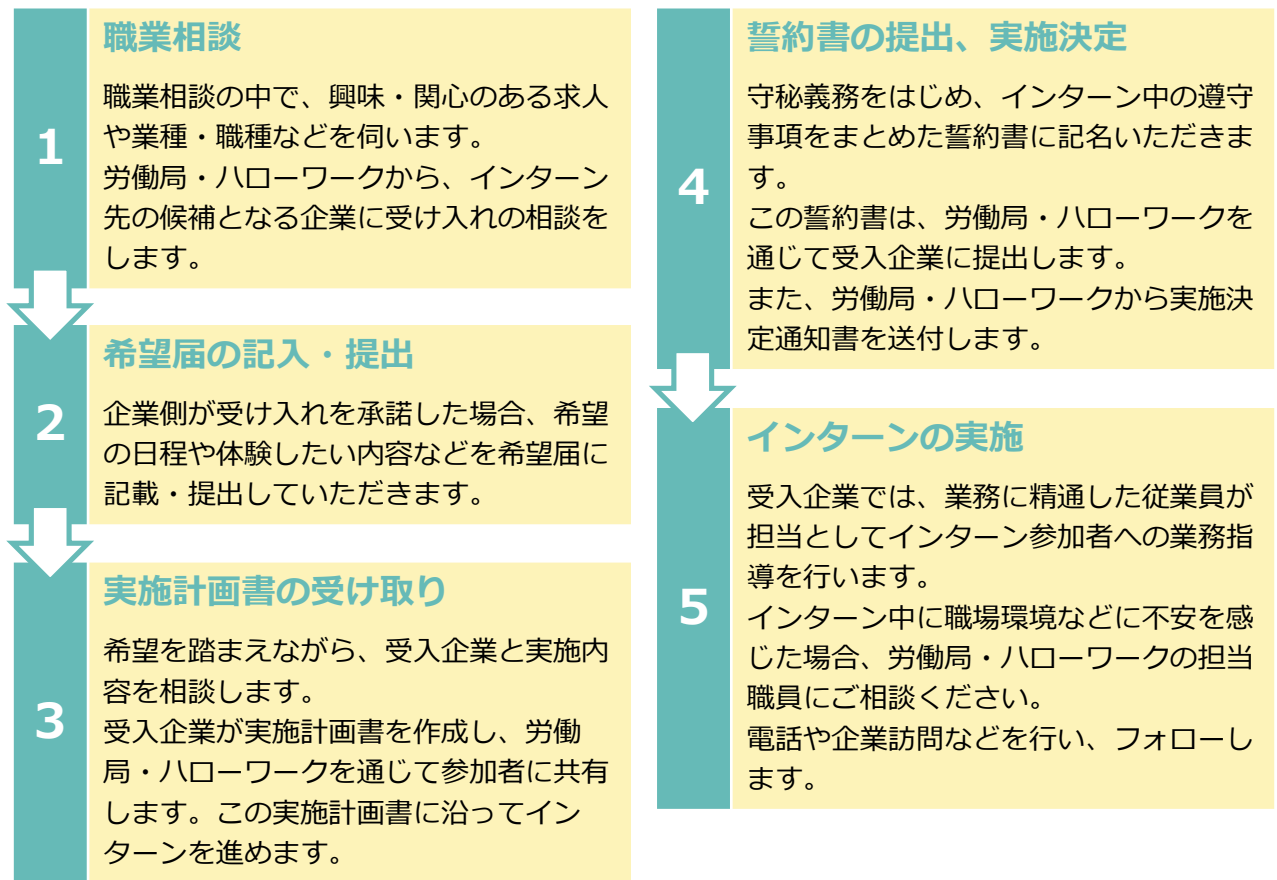 1
職業相談
職業相談の中で、興味・関心のある求人
や業種・職種などを伺います。
労働局・ハローワークから、インターン
先の候補となる企業に受け入れの相談を
します。
2
希望届の記入・提出
企業側が受け入れを承諾した場合、希望
の日程や体験したい内容などを希望届に
記載・提出していただきます。
3
実施計画書の受け取り
希望を踏まえながら、受入企業と実施内
容を相談します。
受入企業が実施計画書を作成し、労働
局・ハローワークを通じて参加者に共有
します。この実施計画書に沿ってイン
ターンを進めます。
4
誓約書の提出、実施決定
守秘義務をはじめ、インターン中の遵守
事項をまとめた誓約書に記名いただきま
す。
この誓約書は、労働局・ハローワークを
通じて受入企業に提出します。
また、労働局・ハローワークから実施決
定通知書を送付します。
5
インターンの実施
受入企業では、業務に精通した従業員が
担当としてインターン参加者への業務指
導を行います。
インターン中に職場環境などに不安を感
じた場合、労働局・ハローワークの担当
職員にご相談ください。
電話や企業訪問などを行い、フォローし
ます。